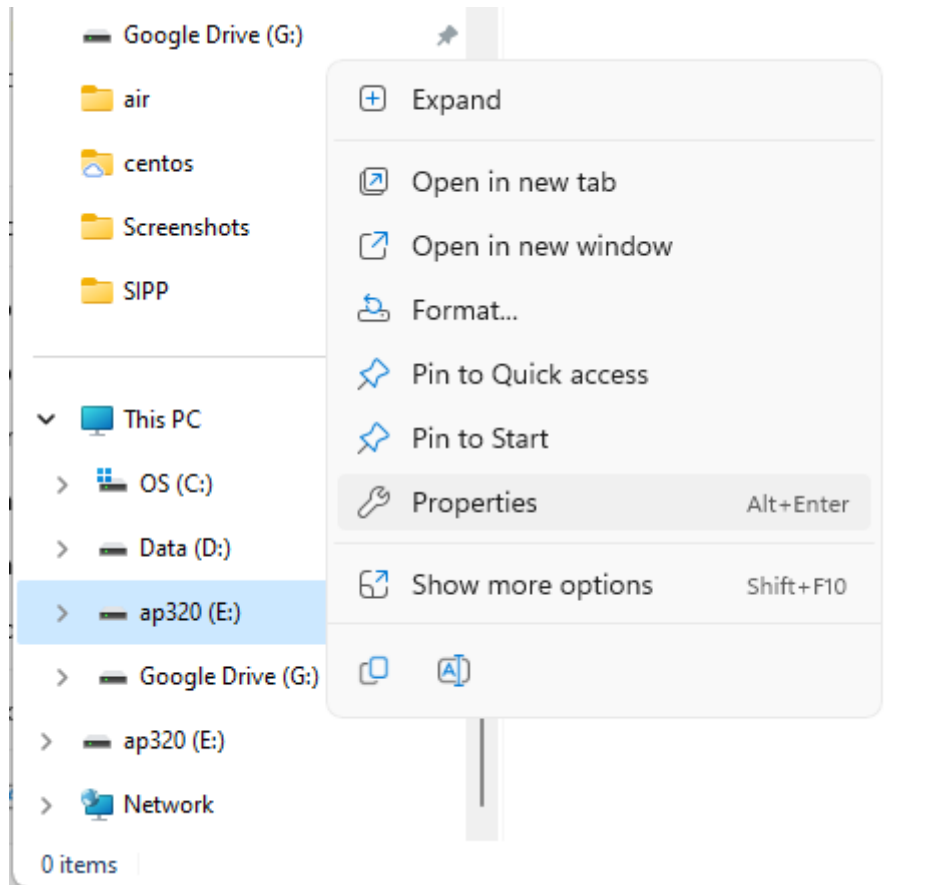 Google Drive (G:)
air
centos
Screenshots
SIPP
This PC
OS (C:)
Data (D:)
ap320 (E:)
Google Drive (G:)
ap320 (E:)
Network
0 items
Expand
Open in new tab
Open in new window
Format...
Pin to Quick access
Pin to Start
Properties Alt+Enter
Show more options Shift+F10